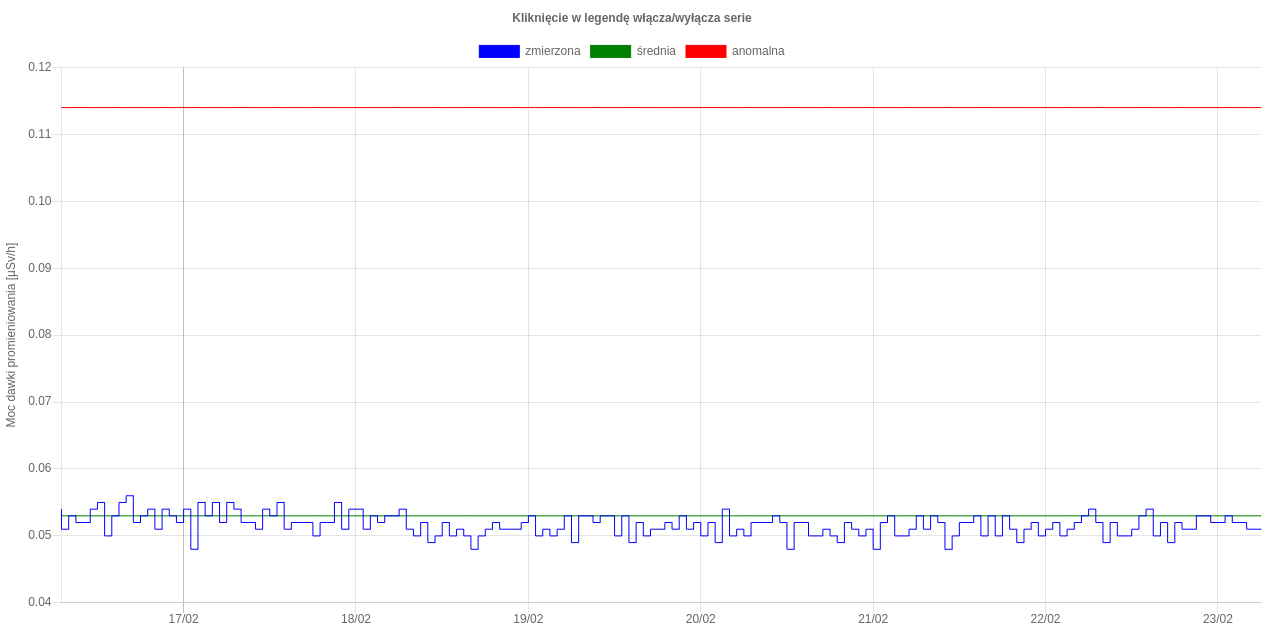 Kliknięcie w legendę włącza/wyłącza serie
zmierzona średnia anomalna
Moc dawki promieniowania [µSv/h]
0.12
0.11
0.10
0.09
0.08
0.07
0.06
0.05
0.04
17/02 18/02 19/02 20/02 21/02 22/02 23/02